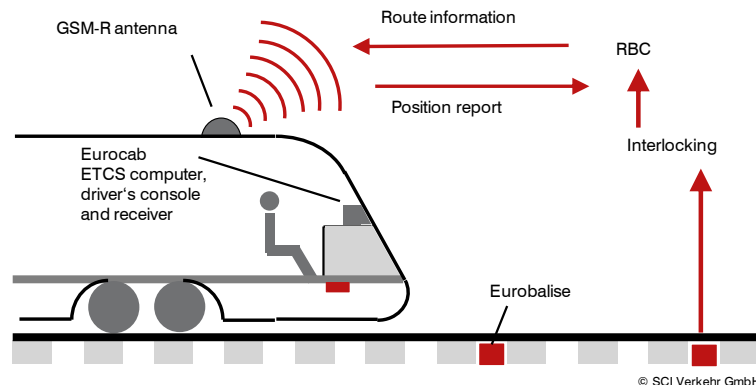 Route information
GSM-R antenna
RBC
Position report
Interlocking
Eurocab
ETCS computer,
driver‘s console
and receiver
Eurobalise
© SCI Verkehr GmbH